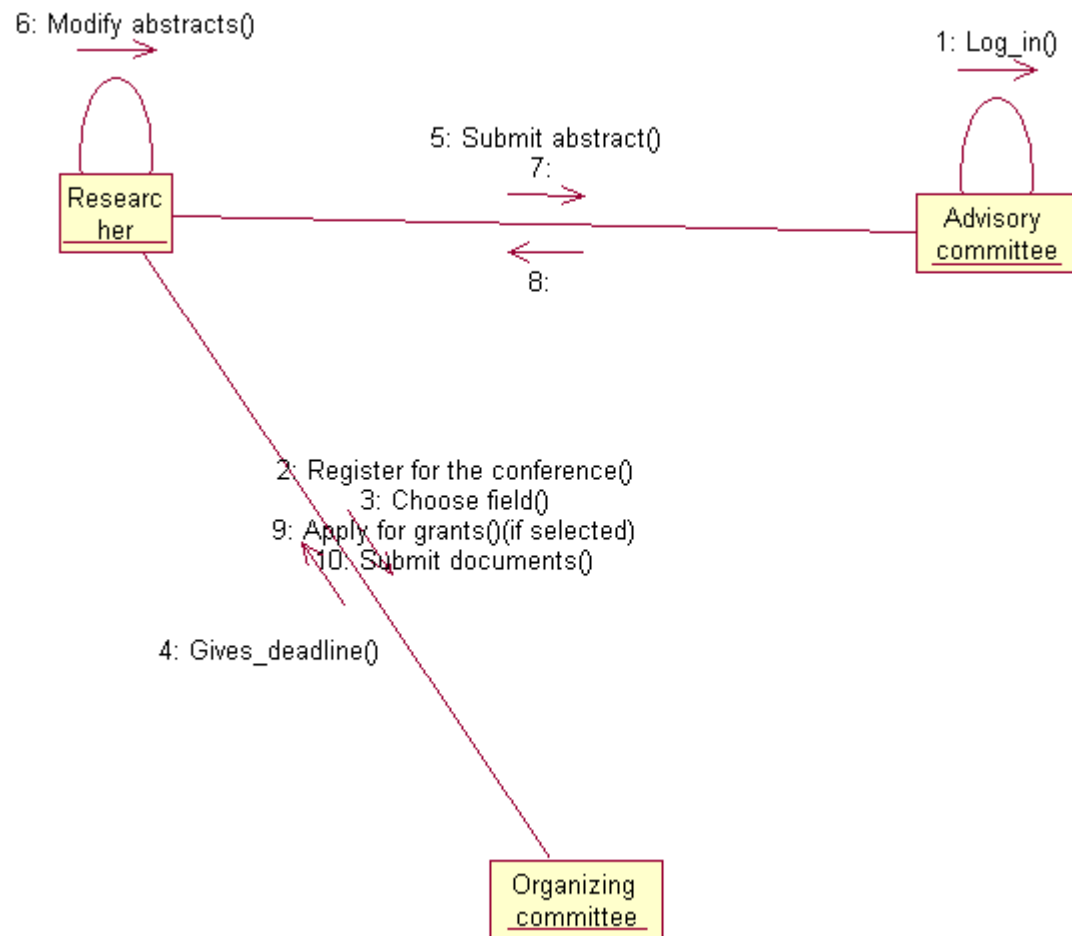 6: Modify abstracts()
1: Log_in()
5: Submit abstract()
7:
Researc
her
Advisory
committee
8:
2: Register for the conference()
3: Choose field()
9: Apply for grants()(if selected)
10: Submit documents()
4: Gives_deadline()
Organizing
committee